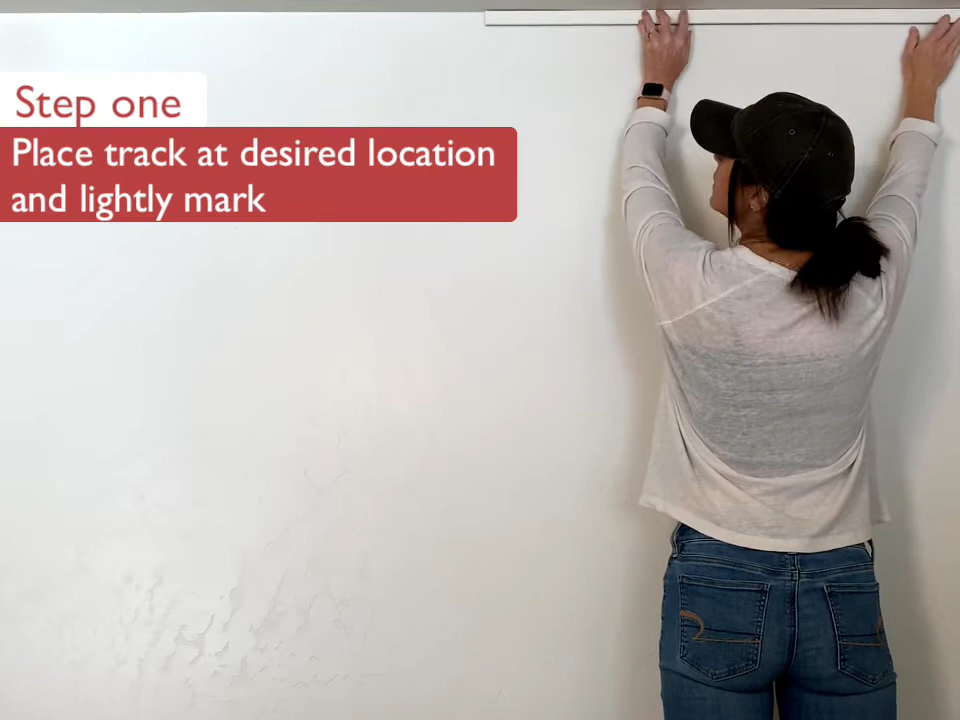 Step one
Place track at desired location
and lightly mark